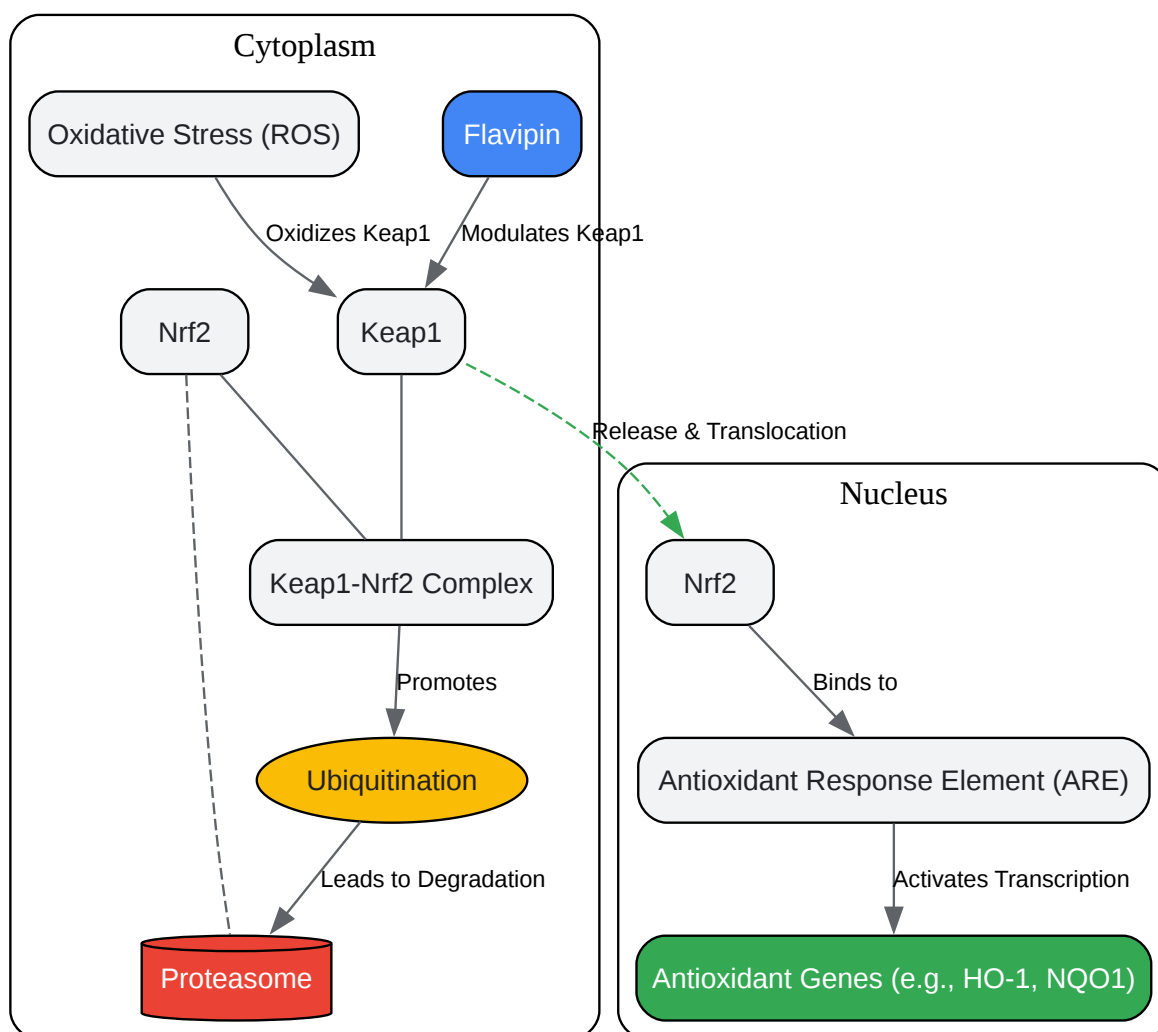 Cytoplasm
Oxidative Stress (ROS)
Flavipin
Oxidizes Keap1
Modulates Keap1
Nrf2
Keap1
Release & Translocation
Nucleus
Keap1-Nrf2 Complex
Nrf2
Promotes
Binds to
Ubiquitination
Antioxidant Response Element (ARE)
Leads to Degradation
Activates Transcription
Proteasome
Antioxidant Genes (e.g., HO-1, NQO1)